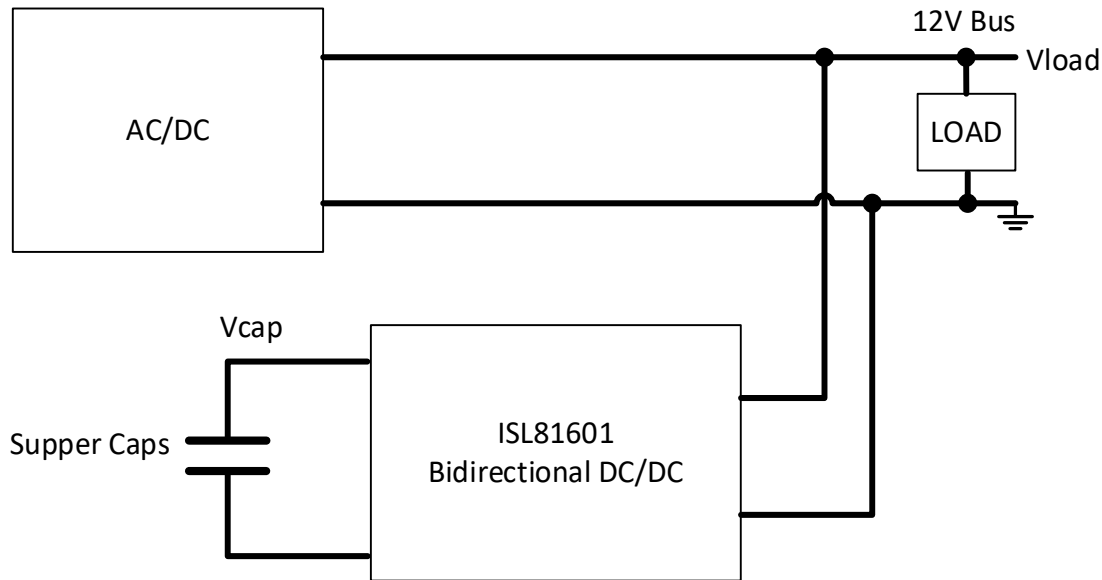 12V Bus
Vload
AC/DC
LOAD
Vcap
Supper Caps
ISL81601
Bidirectional DC/DC